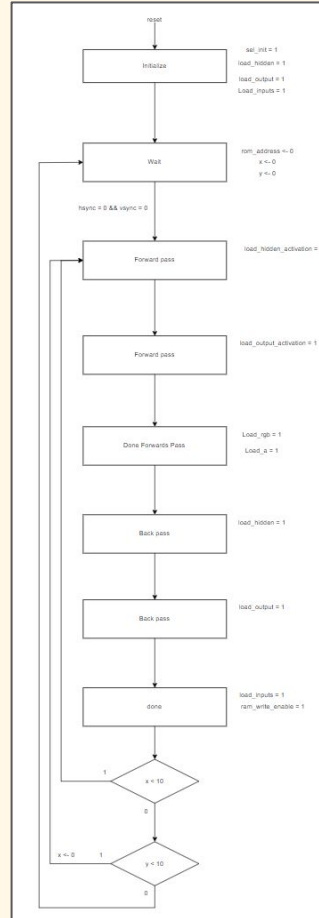 reset
Initialize
sel_init = 1
load_hidden = 1
load_output = 1
Load_inputs = 1
Wait
rom_address <- 0
x <- 0
y <- 0
hsync = 0 && vsync = 0
Forward pass
load_hidden_activation =
Forward pass
load_output_activation = 1
Done Forwards Pass
Load_rgb = 1
Load_a = 1
Back pass
load_hidden = 1
Back pass
load_output = 1
done
load_inputs = 1
ram_write_enable = 1
1
x < 10
0
x <- 0
1
y < 10
0